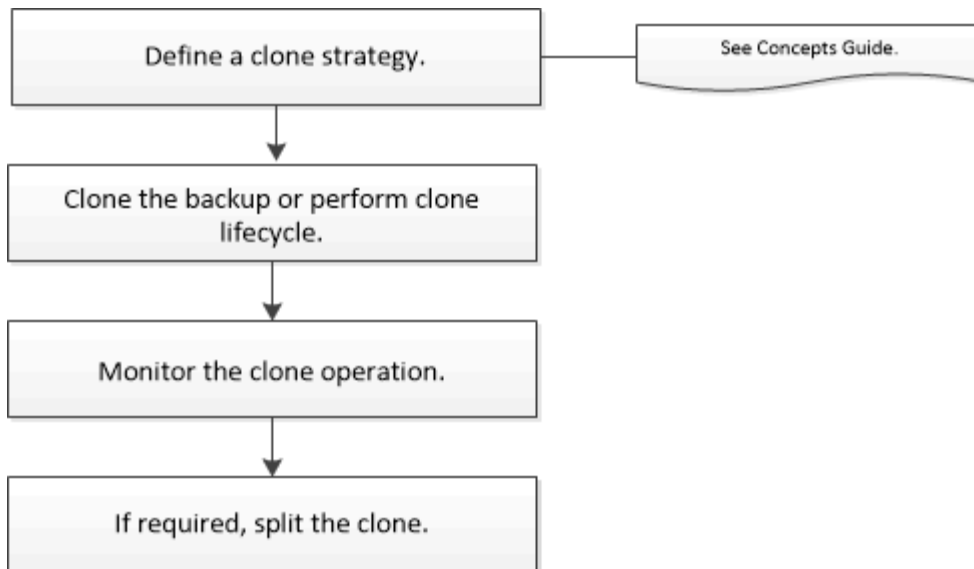 Define a clone strategy.
See Concepts Guide.
Clone the backup or perform clone
lifecycle.
Monitor the clone operation.
If required, split the clone.